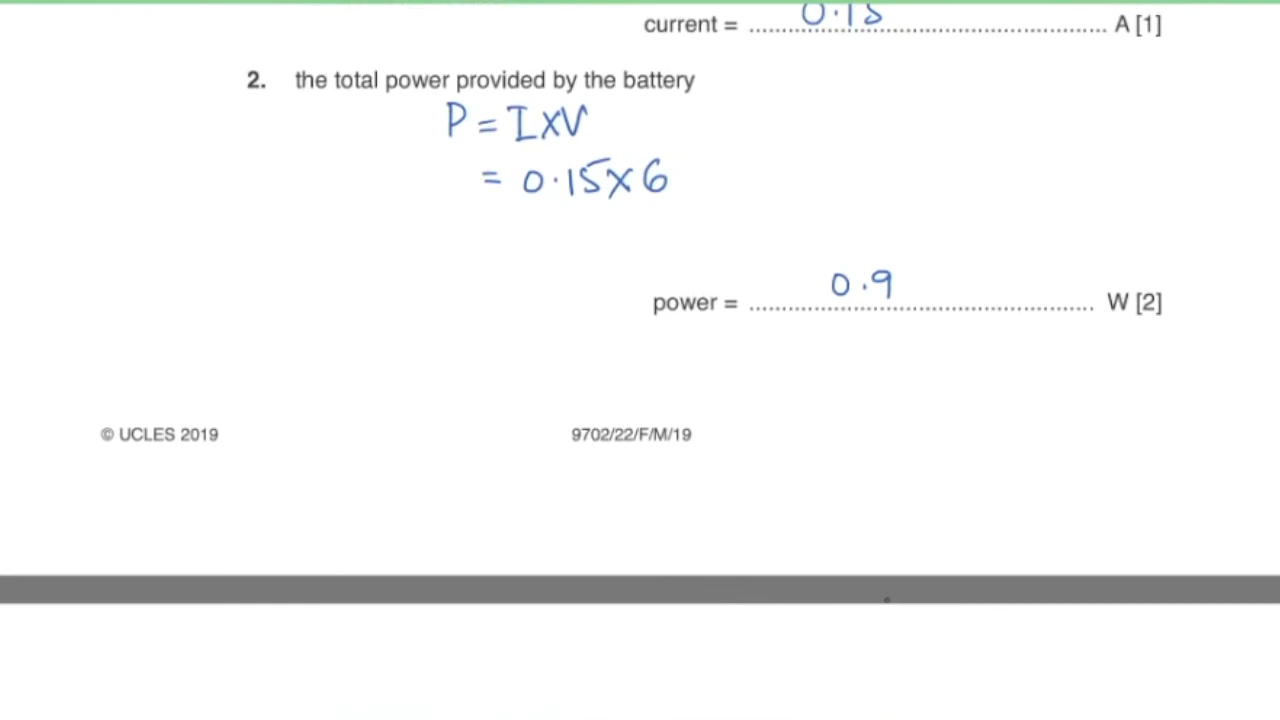 current = 0.15 A [1]
2. the total power provided by the battery
P = I×V
= 0.15×6
power = 0.9 W [2]
© UCLES 2019 9702/22/F/M/19